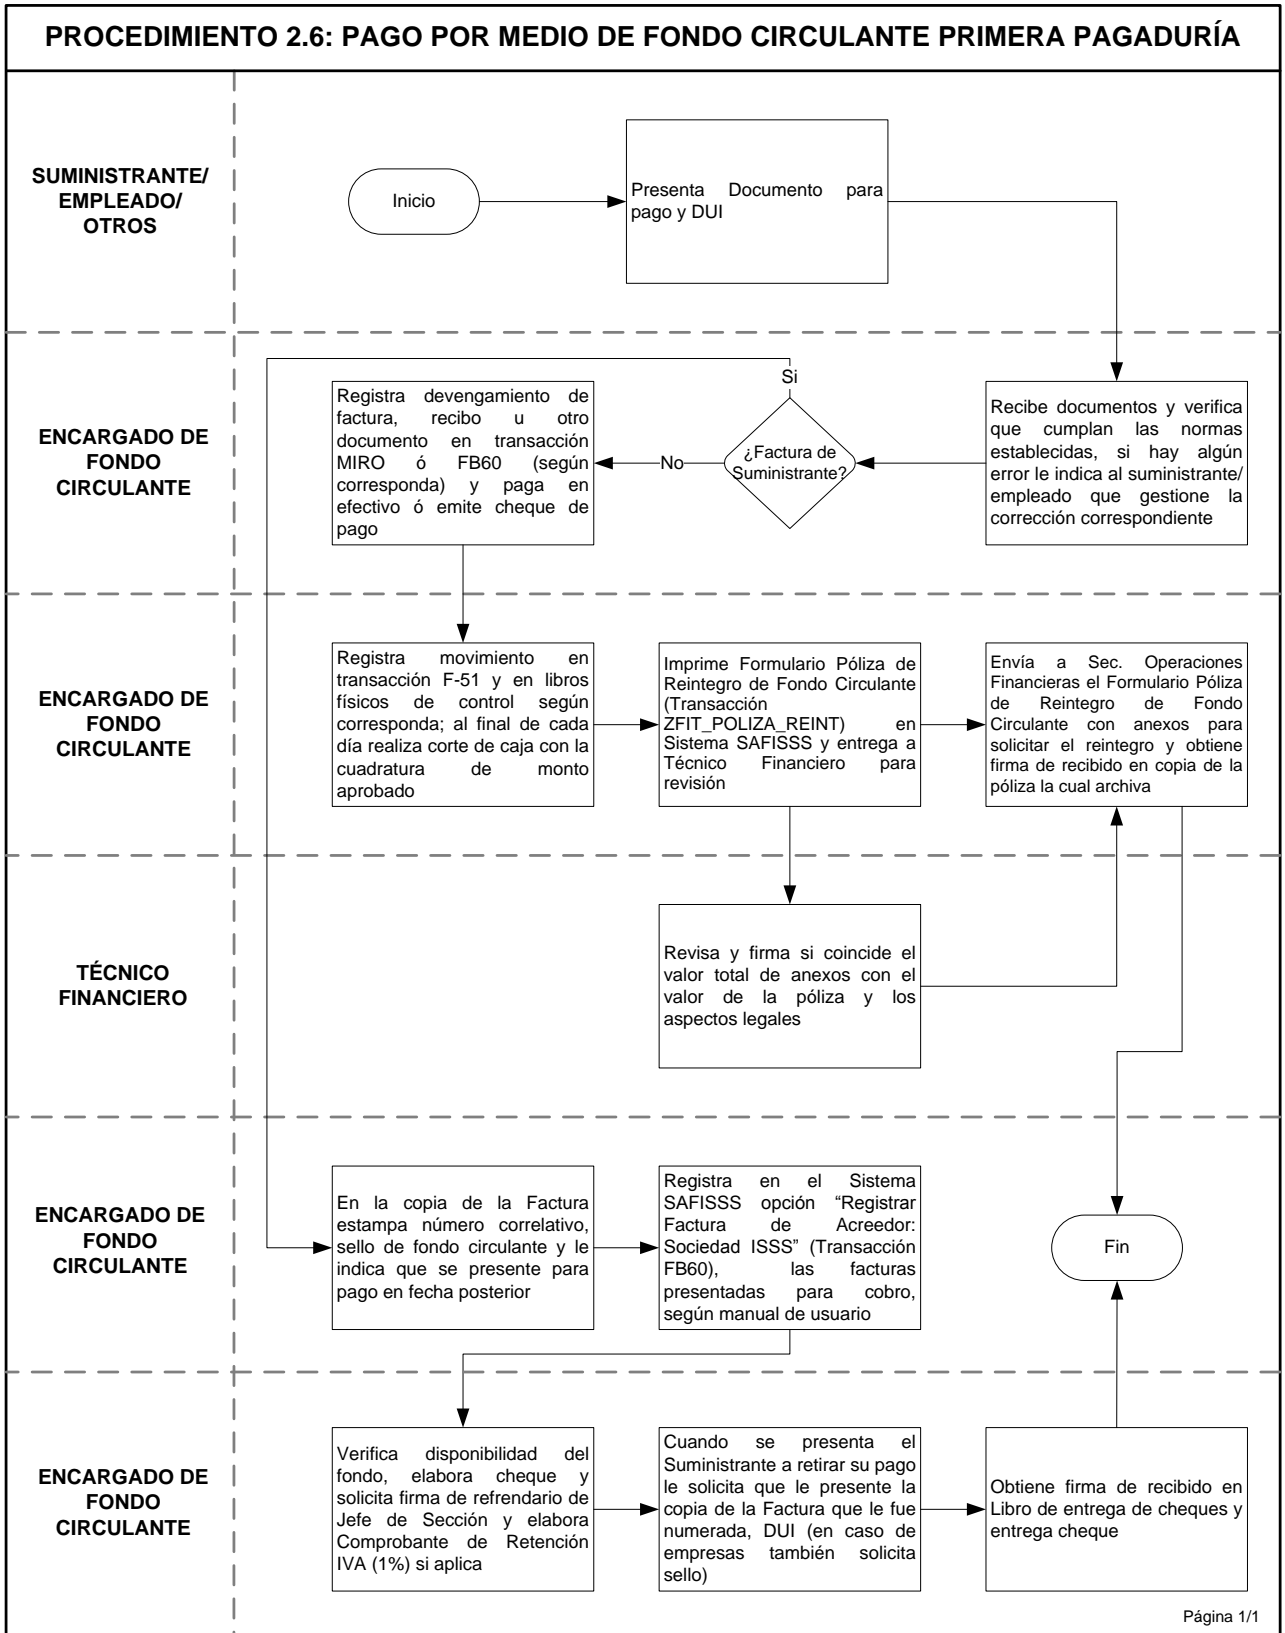 PROCEDIMIENTO 2.6: PAGO POR MEDIO DE FONDO CIRCULANTE PRIMERA PAGADURÍA
SUMINISTRANTE/
EMPLEADO/
OTROS
Inicio
Presenta Documento para
pago y DUI
ENCARGADO DE
FONDO
CIRCULANTE
Registra devengamiento de
factura, recibo u otro
documento en transacción
MIRO ó FB60 (según
corresponda) y paga en
efectivo ó emite cheque de
pago
No
Si
¿Factura de
Suministrante?
Recibe documentos y verifica
que cumplan las normas
establecidas, si hay algún
error le indica al suministrante/
empleado que gestione la
corrección correspondiente
ENCARGADO DE
FONDO
CIRCULANTE
Registra movimiento en
transacción F-51 y en libros
físicos de control según
corresponda; al final de cada
día realiza corte de caja con la
cuadratura de monto
aprobado
Imprime Formulario Póliza de
Reintegro de Fondo Circulante
(Transacción
ZFIT_POLIZA_REINT) en
Sistema SAFISSS y entrega a
Técnico Financiero para
revisión
Envía a Sec. Operaciones
Financieras el Formulario Póliza
de Reintegro de Fondo
Circulante con anexos para
solicitar el reintegro y obtiene
firma de recibido en copia de la
póliza la cual archiva
TÉCNICO
FINANCIERO
Revisa y firma si coincide el
valor total de anexos con el
valor de la póliza y los
aspectos legales
ENCARGADO DE
FONDO
CIRCULANTE
En la copia de la Factura
estampa número correlativo,
sello de fondo circulante y le
indica que se presente para
pago en fecha posterior
Registra en el Sistema
SAFISSS opción “Registrar
Factura de Acreedor:
Sociedad ISSS” (Transacción
FB60), las facturas
presentadas para cobro,
según manual de usuario
Fin
ENCARGADO DE
FONDO
CIRCULANTE
Verifica disponibilidad del
fondo, elabora cheque y
solicita firma de refrendario de
Jefe de Sección y elabora
Comprobante de Retención
IVA (1%) si aplica
Cuando se presenta el
Suministrante a retirar su pago
le solicita que le presente la
copia de la Factura que le fue
numerada, DUI (en caso de
empresas también solicita
sello)
Obtiene firma de recibido en
Libro de entrega de cheques y
entrega cheque
Página 1/1